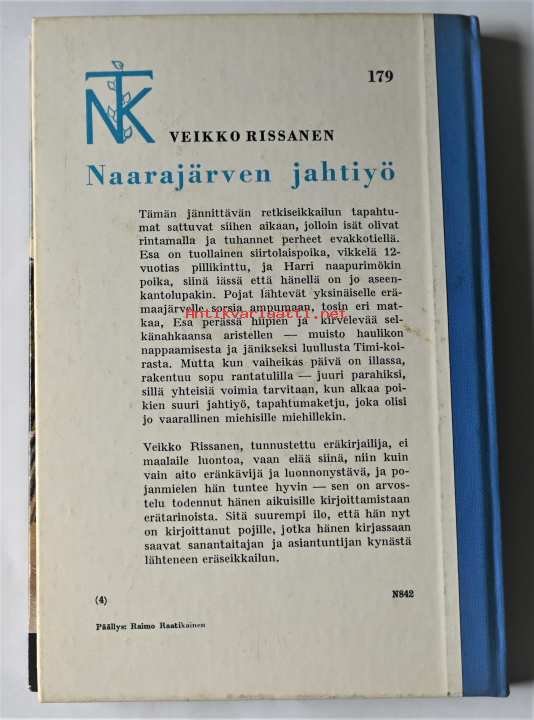 NTK
179
VEIKKO RISSANEN
Naarajärven jahtiyö
Tämän jännittävän retkiseikkailun tapahtu-
mat sattuvat siihen aikaan, jolloin isät olivat
rintamalla ja tuhannet perheet evakkotiellä.
Esa on tuollainen siirtolaispoika, vikkelä 12-
vuotias pillikinttu, ja Harri naapurimökin
poika, siinä iässä että hänellä on jo aseen-
kantolupakin. Pojat lähtevät yksinäiselle erä-
maajärvelle sorsia ampumaan, tosin eri mat-
Antikvariaatit.net
kaa, Esa perässä hiipien ja kirvelevää sel-
känahkaansa aristellen — muisto haulikon
nappaamisesta ja jänikseksi luullusta Timi-koi-
rasta. Mutta kun vaiheikas päivä on illassa,
rakentuu sopu rantatulilla — juuri parahiksi,
sillä yhteisiä voimia tarvitaan, kun alkaa poi-
kien suuri jahtiyö, tapahtumaketju, joka olisi
jo vaarallinen miehisille miehillekin.
Veikko Rissanen, tunnustettu eräkirjailija, ei
maalaile luontoa, vaan elää siinä, niin kuin
vain aito eränkävijä ja luonnonystävä, ja po-
janmielen hän tuntee hyvin — sen on arvos-
telu todennut hänen aikuisille kirjoittamistaan
erätarinoista. Sitä suurempi ilo, että hän nyt
on kirjoittanut pojille, jotka hänen kirjassaan
saavat sanantaitajan ja asiantuntijan kynästä
lähteneen eräseikkailun.
(4)
N842
Päällys: Raimo Raatikainen